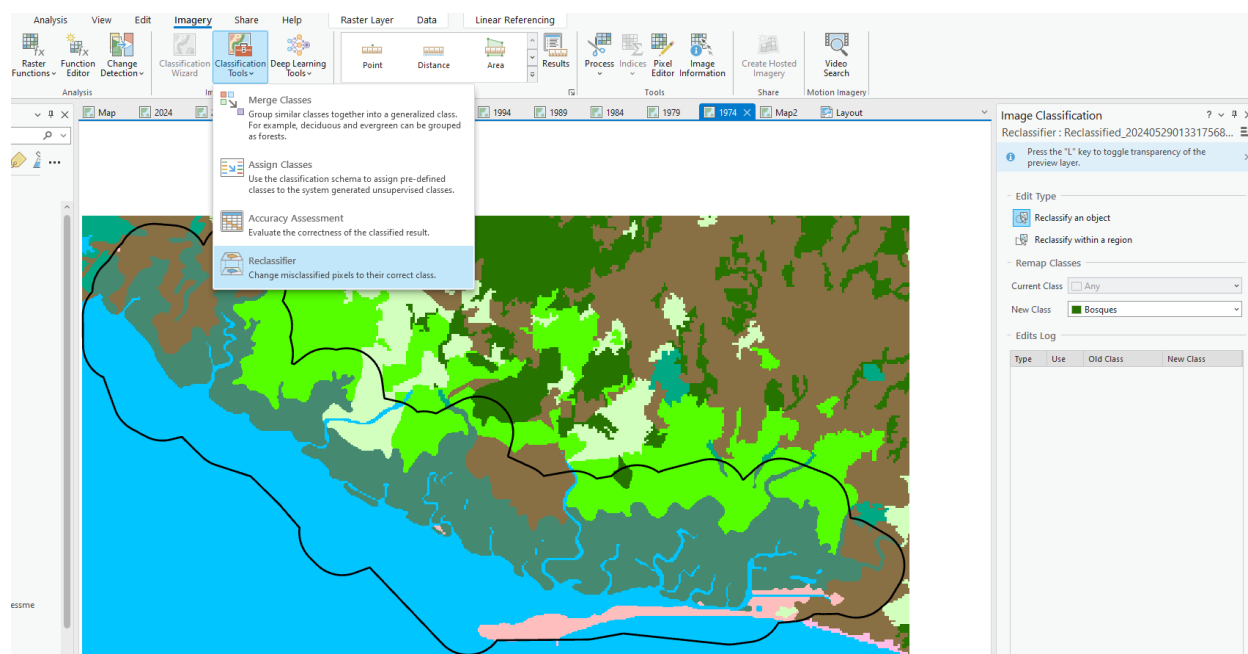 Analysis View Edit Imagery Share Help Raster Layer Data Linear Referencing
Raster Functions
Function Editor
Change Detection
Classification Wizard
Classification Tools
Deep Learning Tools
Point Distance Area
Results
Process Indices
Pixel Editor
Image Information
Create Hosted Imagery
Video Search
Analysis Tools Share Motion Imagery
Map 2024 1994 1989 1984 1979 1974 Map2 Layout
Merge Classes
Group similar classes together into a generalized class.
For example, deciduous and evergreen can be grouped
as forests.
Assign Classes
Use the classification schema to assign pre-defined
classes to the system generated unsupervised classes.
Accuracy Assessment
Evaluate the correctness of the classified result.
Reclassifier
Change misclassified pixels to their correct class.
essme
Image Classification
Reclassifier : Reclassified_20240529013317568...
Press the "L" key to toggle transparency of the
preview layer.
Edit Type
Reclassify an object
Reclassify within a region
Remap Classes
Current Class Any
New Class Bosques
Edits Log
Type Use Old Class New Class